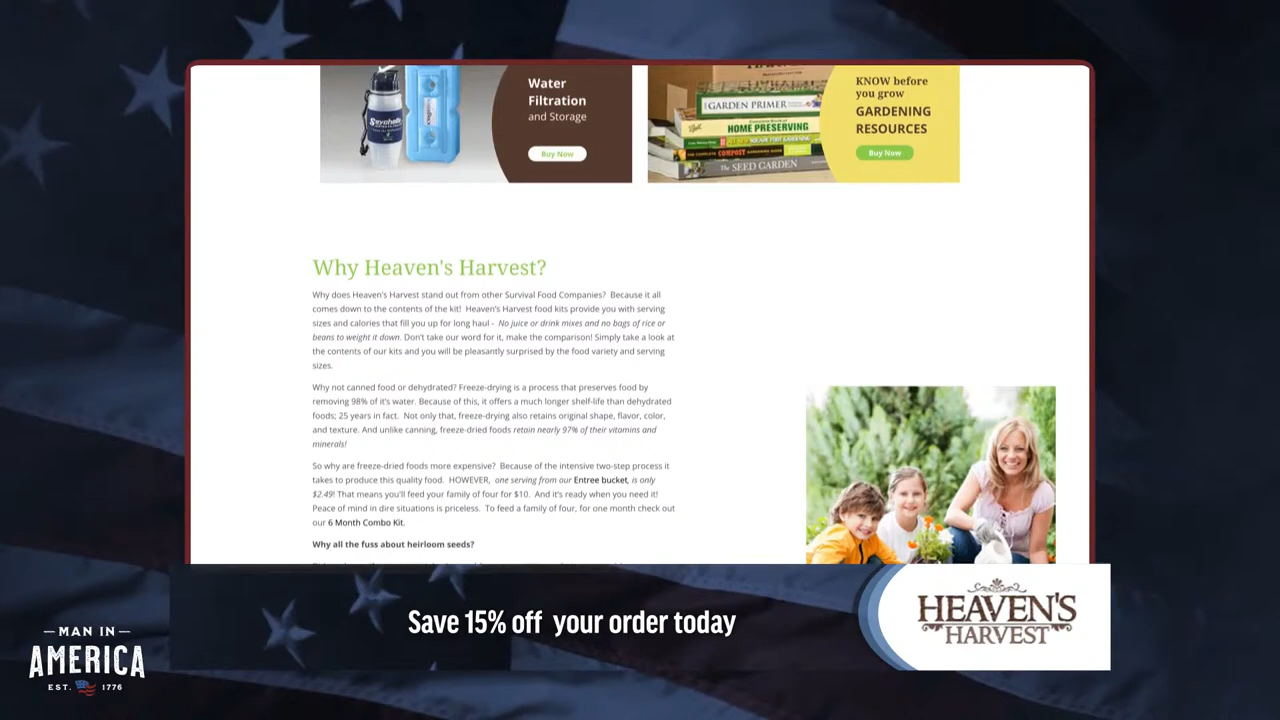 Water
Filtration
and Storage
Buy Now
Seychelle
GARDEN PRIMER
HOME PRESERVING
COMPOST
The SEED GARDEN
KNOW before
you grow
GARDENING
RESOURCES
Buy Now
Why Heaven's Harvest?
Why does Heaven's Harvest stand out from other Survival Food Companies? Because it all
comes down to the contents of the kit! Heaven's Harvest food kits provide you with serving
sizes and calories that fill you up for long haul - No juice or drink mixes and no bags of rice or
beans to weight it down. Don't take our word for it, make the comparison! Simply take a look at
the contents of our kits and you will be pleasantly surprised by the food variety and serving
sizes.
Why not canned food or dehydrated? Freeze-drying is a process that preserves food by
removing 98% of it's water. Because of this, it offers a much longer shelf-life than dehydrated
foods; 25 years in fact. Not only that, freeze-drying also retains original shape, flavor, color,
and texture. And unlike canning, freeze-dried foods retain nearly 97% of their vitamins and
minerals!
So why are freeze-dried foods more expensive? Because of the intensive two-step process it
takes to produce this quality food. HOWEVER, one serving from our Entree bucket, is only
$2.49! That means you'll feed your family of four for $10. And it's ready when you need it!
Peace of mind in dire situations is priceless. To feed a family of four, for one month check out
our 6 Month Combo Kit.
Why all the fuss about heirloom seeds?
Save 15% off your order today
HEAVEN'S
HARVEST
MAN IN
AMERICA
EST. 1776